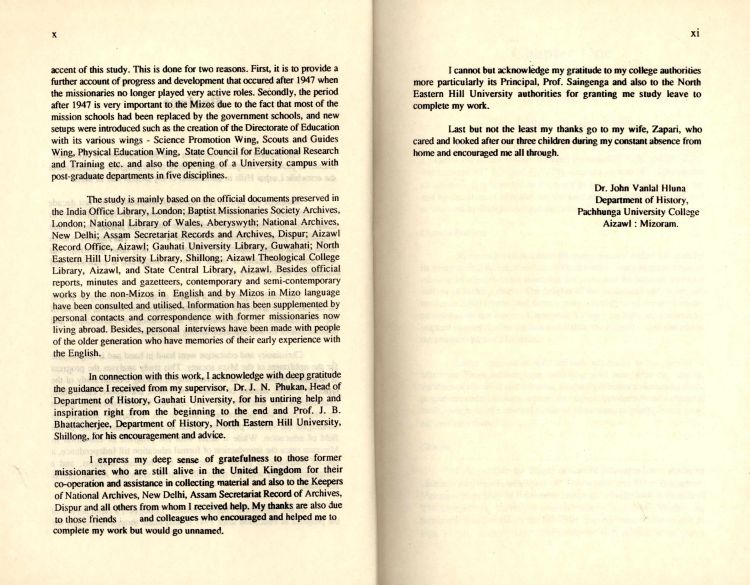 x
accent of this study. This is done for two reasons. First, it is to provide a
further account of progress and development that occured after 1947 when
the missionaries no longer played very active roles. Secondly, the period
after 1947 is very important to the Mizos due to the fact that most of the
mission schools had been replaced by the government schools, and new
setups were introduced such as the creation of the Directorate of Education
with its various wings - Science Promotion Wing, Scouts and Guides
Wing, Physical Education Wing, State Council for Educational Research
and Training etc. and also the opening of a University campus with
post-graduate departments in five disciplines.
The study is mainly based on the official documents preserved in
the India Office Library, London; Baptist Missionaries Society Archives,
London; National Library of Wales, Aberyswyth; National Archives,
New Delhi; Assam Secretariat Records and Archives, Dispur; Aizawl
Record Office, Aizawl; Gauhati University Library, Guwahati; North
Eastern Hill University Library, Shillong; Aizawl Theological College
Library, Aizawl, and State Central Library, Aizawl. Besides official
reports, minutes and gazetteers, contemporary and semi-contemporary
works by the non-Mizos in English and by Mizos in Mizo language
have been consulted and utilised. Information has been supplemented by
personal contacts and correspondence with former missionaries now
living abroad. Besides, personal interviews have been made with people
of the older generation who have memories of their early experience with
the English.
In connection with this work, I acknowledge with deep gratitude
the guidance I received from my supervisor, Dr. J. N. Phukan, Head of
Department of History, Gauhati University, for his untiring help and
inspiration right from the beginning to the end and Prof. J. B.
Bhattacherjee, Department of History, North Eastern Hill University,
Shillong, for his encouragement and advice.
I express my deep sense of gratefulness to those former
missionaries who are still alive in the United Kingdom for their
co-operation and assistance in collecting material and also to the Keepers
of National Archives, New Delhi, Assam Secretariat Record of Archives,
Dispur and all others from whom I received help. My thanks are also due
to those friends and colleagues who encouraged and helped me to
complete my work but would go unnamed.
xi
I cannot but acknowledge my gratitude to my college authorities
more particularly its Principal, Prof. Saingenga and also to the North
Eastern Hill University authorities for granting me study leave to
complete my work.
Last but not the least my thanks go to my wife, Zapari, who
cared and looked after our three children during my constant absence from
home and encouraged me all through.
Dr. John Vanlal Hluna
Department of History,
Pachhunga University College
Aizawl : Mizoram.